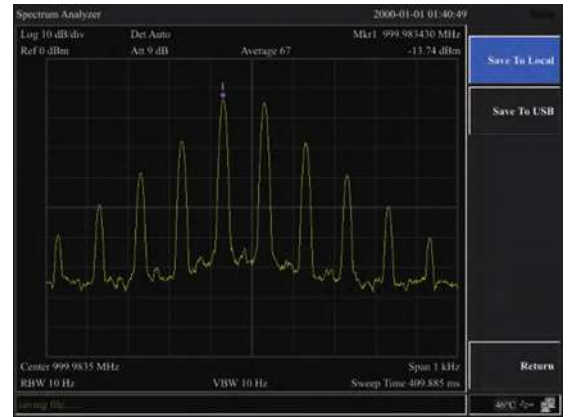 Spectrum Analyzer 2000-01-01 01:40:49
Log 10 dB/div Det Auto Mkr1 999.983430 MHz
Ref 0 dBm Att 9 dB Average 67 -13.74 dBm
Save To Local
1
Save To USB
Center 999.9835 MHz Span 1 kHz
Return
RBW 10 Hz VBW 10 Hz Sweep Time 409.885 ms
saving file......
46°C